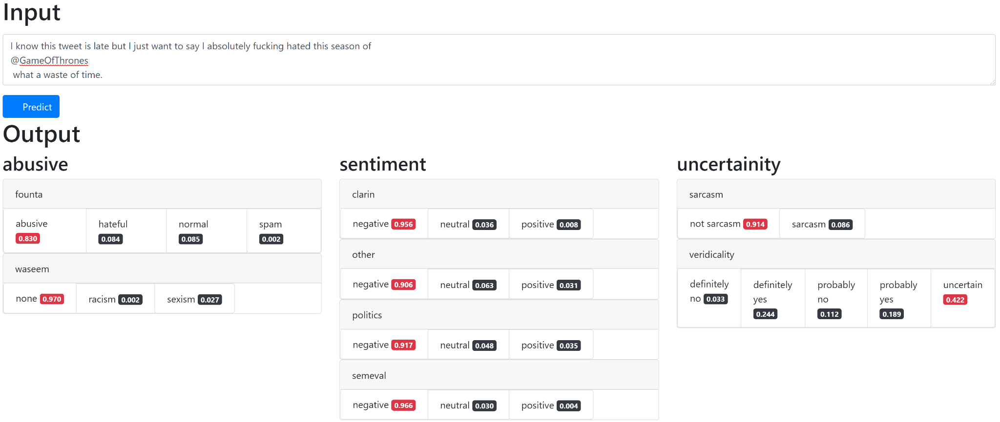 Input
I know this tweet is late but I just want to say I absolutely fucking hated this season of
@GameOfThrones
what a waste of time.
Predict
Output
abusive
founta
abusive 0.830 hateful 0.084 normal 0.085 spam 0.002
waseem
none 0.970 racism 0.002 sexism 0.027
sentiment
clarin
negative 0.956 neutral 0.036 positive 0.008
other
negative 0.906 neutral 0.063 positive 0.031
politics
negative 0.917 neutral 0.048 positive 0.035
semeval
negative 0.966 neutral 0.030 positive 0.004
uncertainity
sarcasm
not sarcasm 0.914 sarcasm 0.086
veridicality
definitely no 0.033 definitely yes 0.244 probably no 0.112 probably yes 0.189 uncertain 0.422